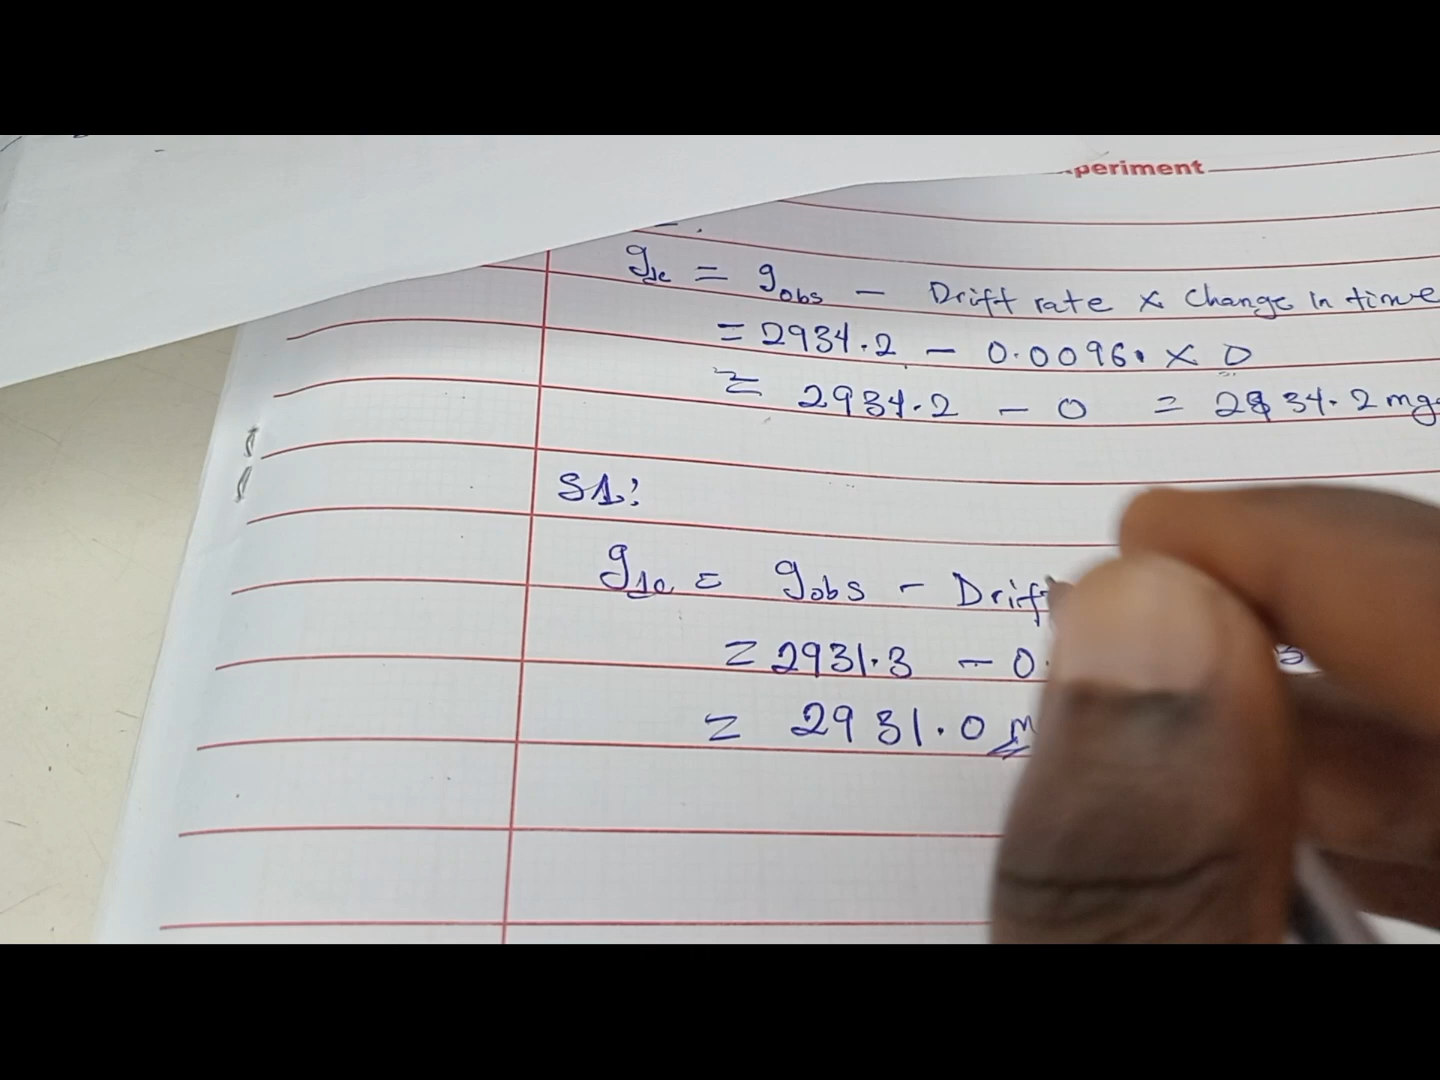 periment
g1c = gobs - Drift rate x Change in time
= 2934.2 - 0.0096 x 0
= 2934.2 - 0 = 2934.2 mg
S1:
g1c = gobs - Drif
= 2931.3 - 0.
= 2931.0 m